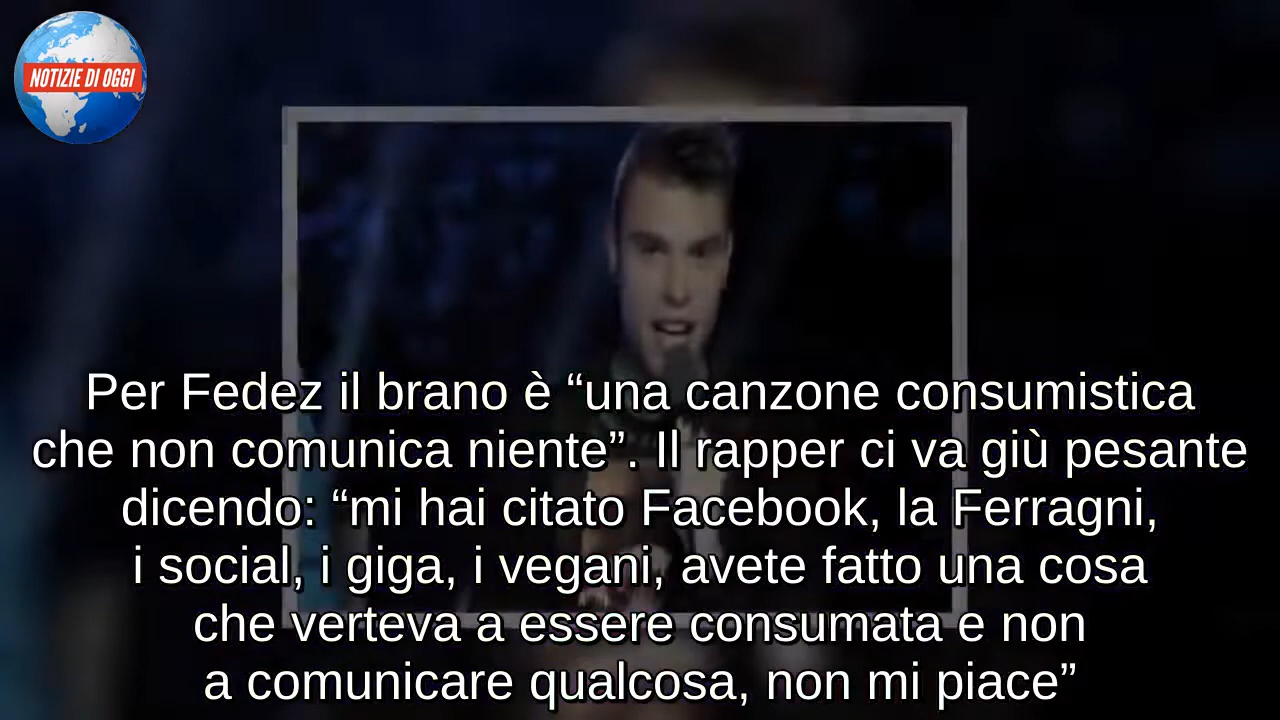 NOTIZIE DI OGGI
Per Fedez il brano è “una canzone consumistica
che non comunica niente”. Il rapper ci va giù pesante
dicendo: “mi hai citato Facebook, la Ferragni,
i social, i giga, i vegani, avete fatto una cosa
che verteva a essere consumata e non
a comunicare qualcosa, non mi piace”